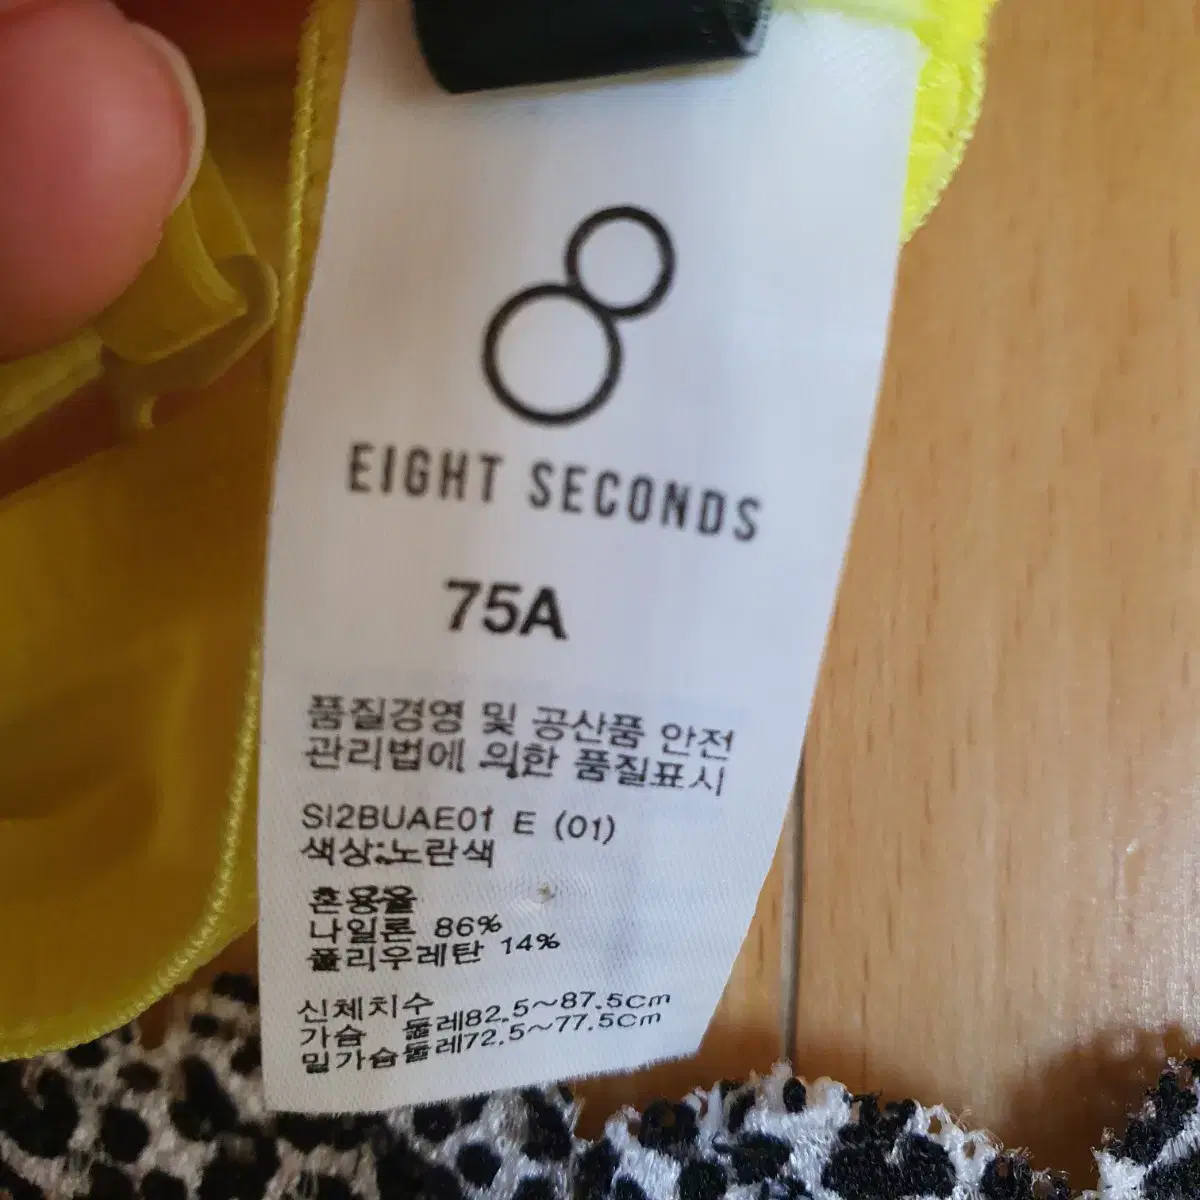 8
EIGHT SECONDS
75A
품질경영 및 공산품 안전
관리법에 의한 품질표시
SI2BUAE01 E (01)
색상:노란색
혼용율
나일론 86%
폴리우레탄 14%
신체치수
가슴 둘레82.5~87.5cm
밑가슴둘레72.5~77.5cm